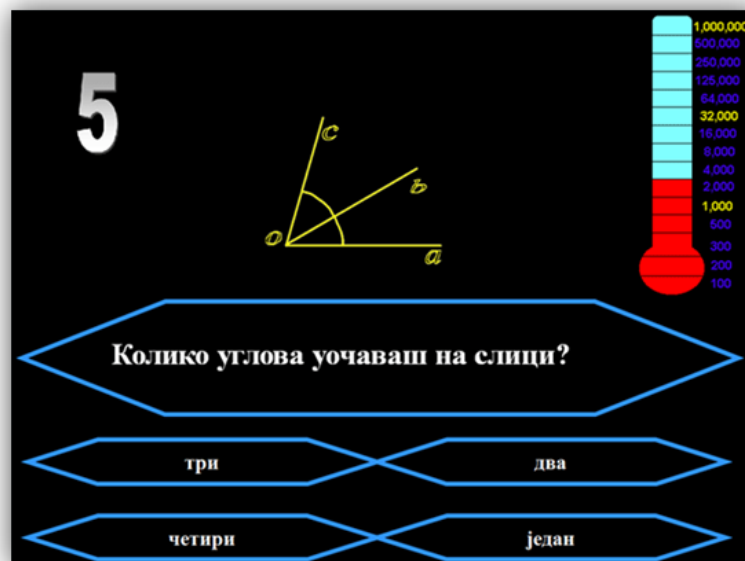 5
1,000,000
500,000
250,000
125,000
64,000
32,000
16,000
8,000
4,000
2,000
1,000
500
300
200
100
c
b
O
a
Колико углова уочаваш на слици?
три
два
четири
један